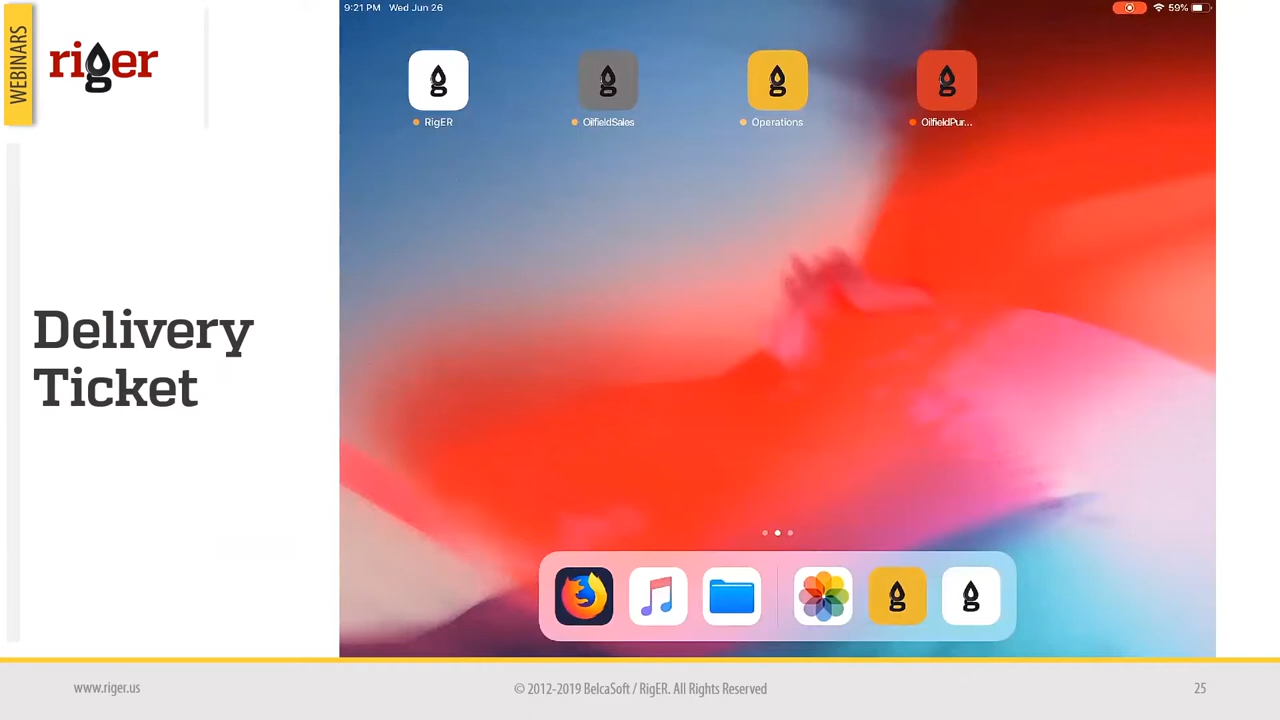 WEBINARS
riger
9:21 PM Wed Jun 26
59%
RigER
OilfieldSales
Operations
OilfieldPur...
Delivery
Ticket
www.riger.us
© 2012-2019 BelcaSoft / RigER. All Rights Reserved
25